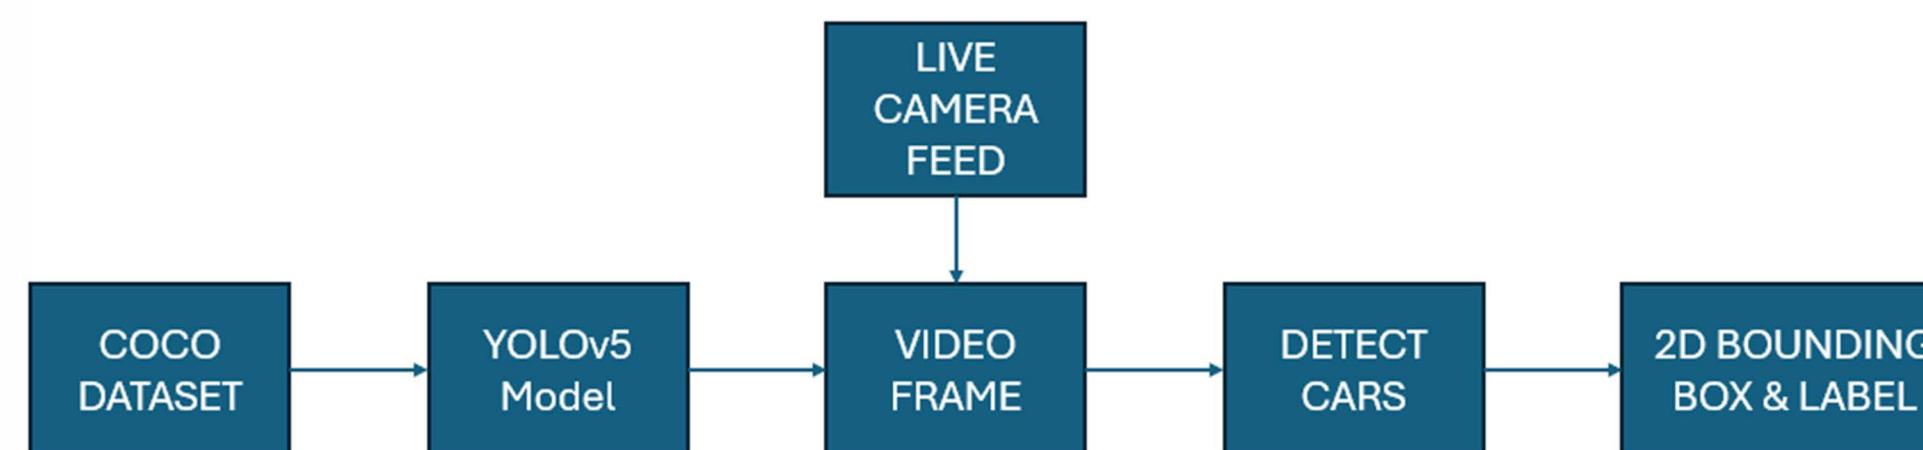 LIVE
CAMERA
FEED
COCO
DATASET
YOLOv5
Model
VIDEO
FRAME
DETECT
CARS
2D BOUNDING
BOX & LABEL